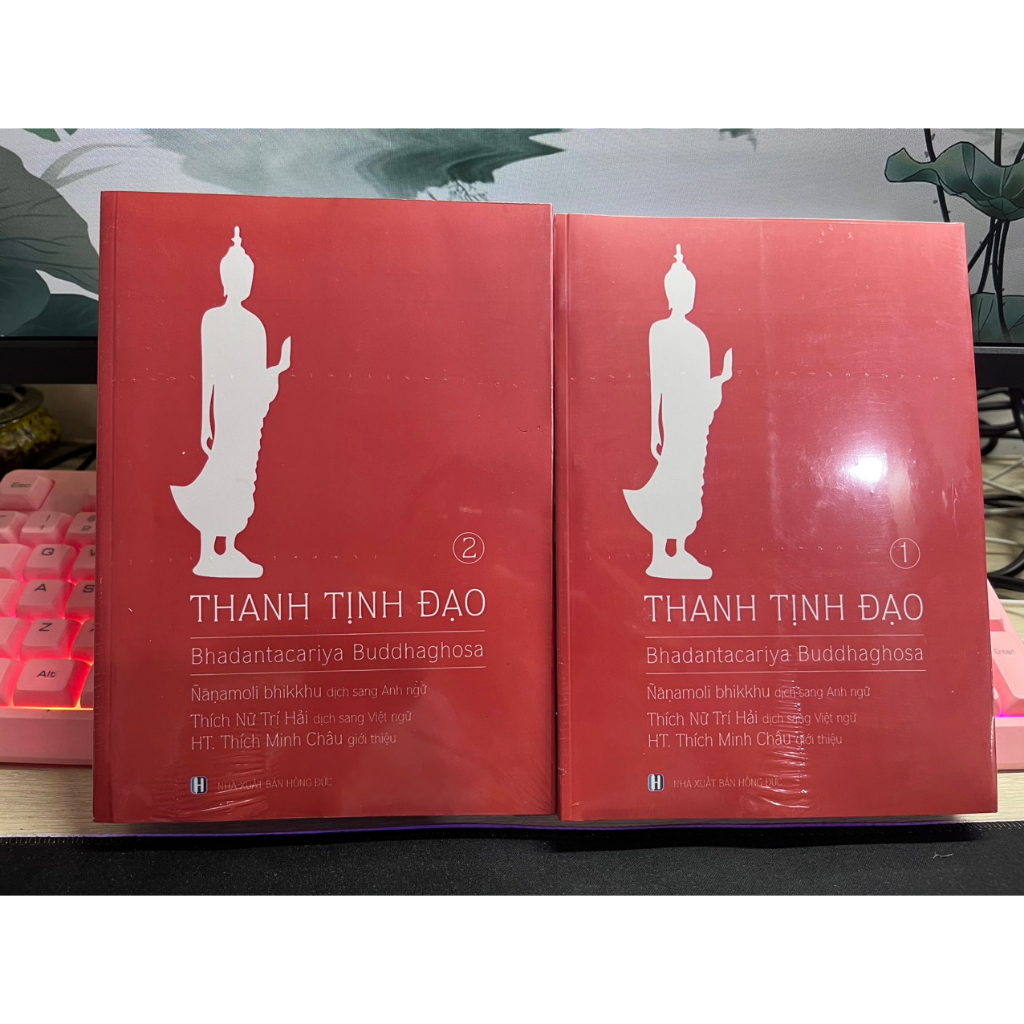 2
THANH TỊNH ĐẠO
Bhadantacariya Buddhaghosa
Ñāṇamoli bhikkhu dịch sang Anh ngữ
Thích Nữ Trí Hải dịch sang Việt ngữ
HT. Thích Minh Châu giới thiệu
H NHÀ XUẤT BẢN HỒNG ĐỨC
1
THANH TỊNH ĐẠO
Bhadantacariya Buddhaghosa
Ñāṇamoli bhikkhu dịch sang Anh ngữ
Thích Nữ Trí Hải dịch sang Việt ngữ
HT. Thích Minh Châu giới thiệu
H NHÀ XUẤT BẢN HỒNG ĐỨC
Esc
Q
A S
Z
Alt
Enter